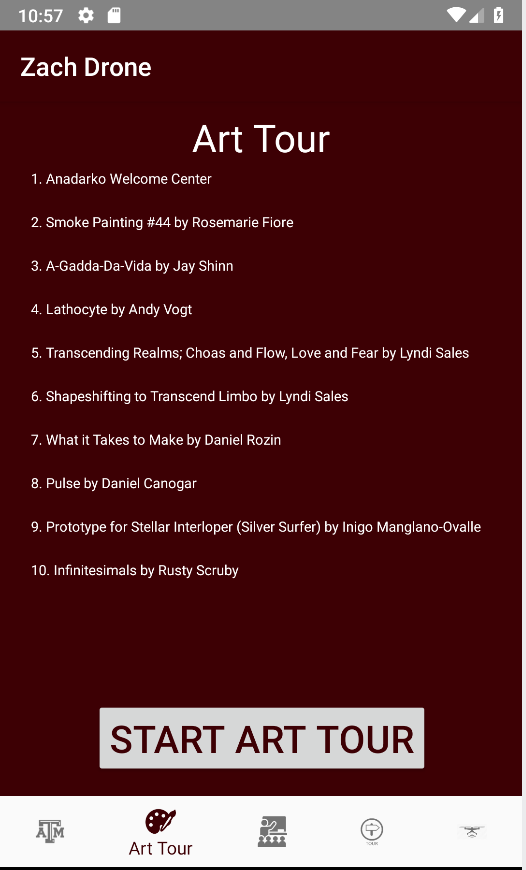 10:57
Zach Drone
Art Tour
1. Anadarko Welcome Center
2. Smoke Painting #44 by Rosemarie Fiore
3. A-Gadda-Da-Vida by Jay Shinn
4. Lathocyte by Andy Vogt
5. Transcending Realms; Choas and Flow, Love and Fear by Lyndi Sales
6. Shapeshifting to Transcend Limbo by Lyndi Sales
7. What it Takes to Make by Daniel Rozin
8. Pulse by Daniel Canogar
9. Prototype for Stellar Interloper (Silver Surfer) by Inigo Manglano-Ovalle
10. Infinitesimals by Rusty Scruby
START ART TOUR
ATM
Art Tour
TOUR